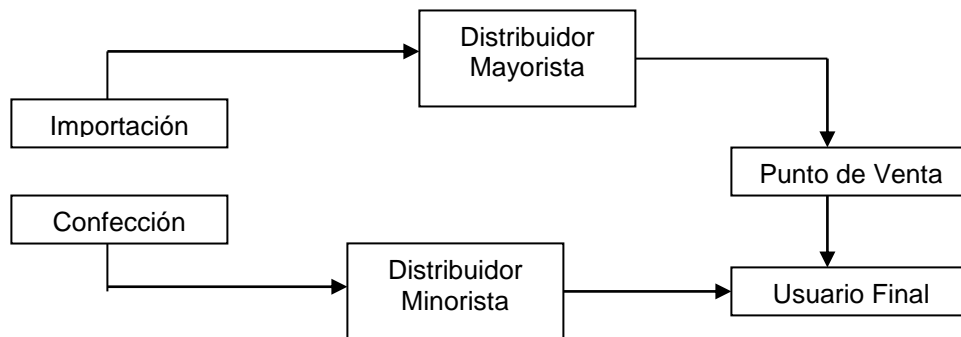 Distribuidor
Mayorista
Importación
Punto de Venta
Confección
Distribuidor
Minorista
Usuario Final